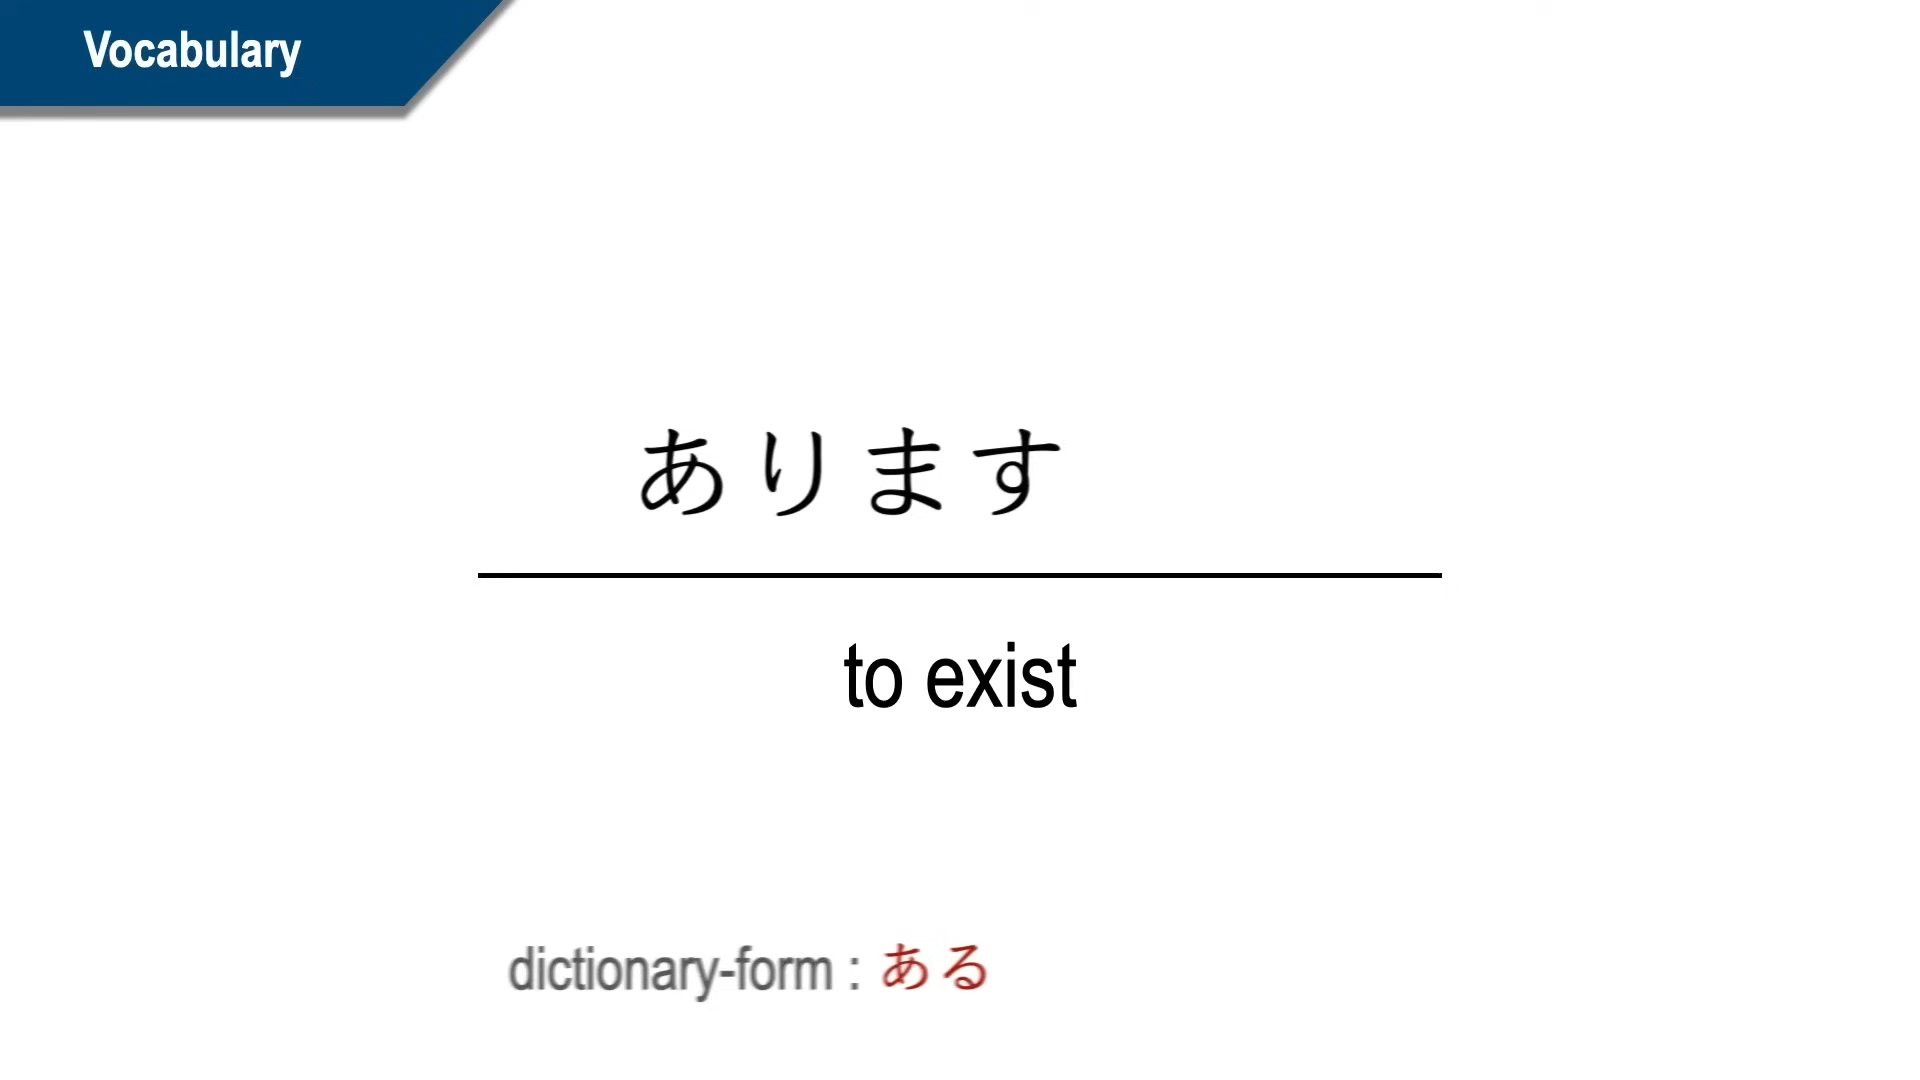 Vocabulary
あります
to exist
dictionary-form : ある